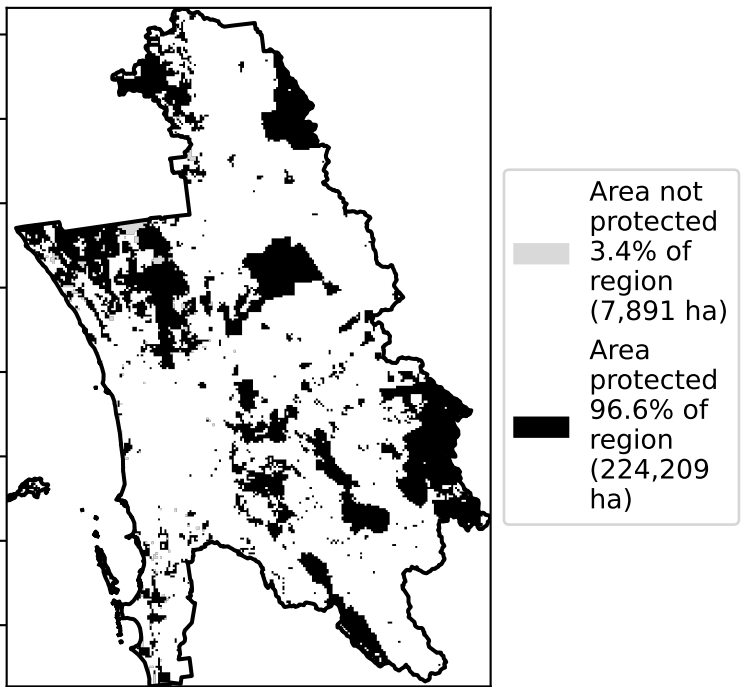 Area not
protected
3.4% of
region
(7,891 ha)
Area
protected
96.6% of
region
(224,209
ha)